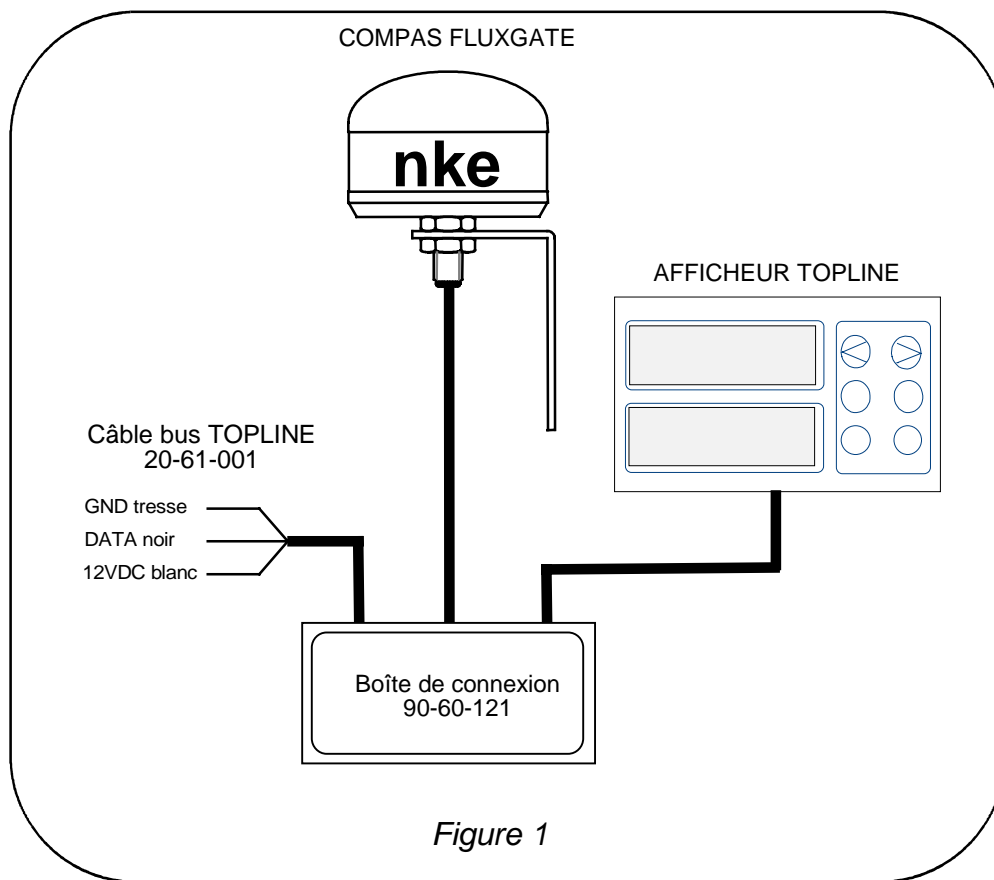 COMPAS FLUXGATE
nke
AFFICHEUR TOPLINE
Câble bus TOPLINE
20-61-001
GND tresse
DATA noir
12VDC blanc
Boîte de connexion
90-60-121
Figure 1